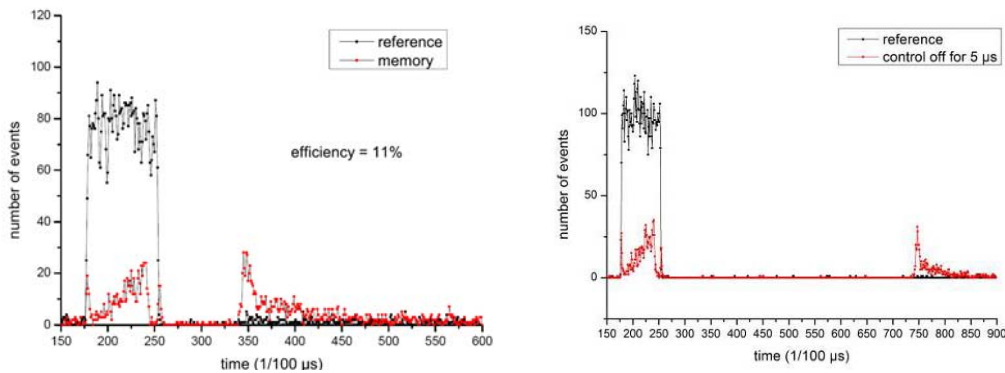 120
100
80
60
40
20
0
number of events
reference
memory
efficiency = 11%
150 200 250 300 350 400 450 500 550 600
time (1/100 µs)
150
100
50
0
number of events
reference
control off for 5 µs
150 200 250 300 350 400 450 500 550 600 650 700 750 800 850 900
time (1/100 µs)